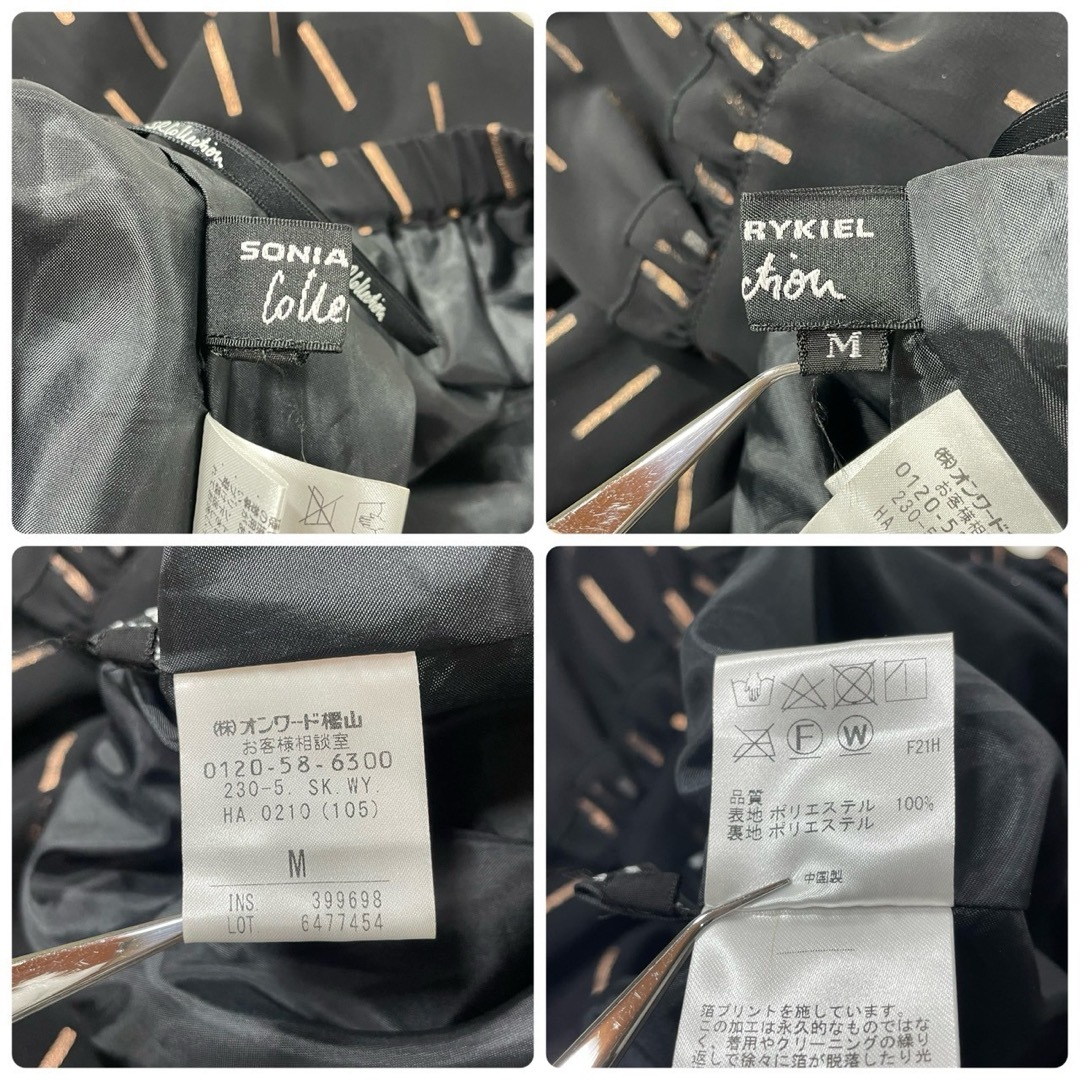 Collection
SONIA
Colle
Collection
RYKIEL
ction
M
㈱オンワード
お客様相
0120-5
230-5
HA
㈱オンワード樫山
お客様相談室
0120-58-6300
230-5. SK. WY.
HA. 0210 (105)
M
INS 399698
LOT. 6477454
F W F21H
品質
表地 ポリエステル 100%
裏地 ポリエステル
中国製
箔プリントを施しています。
この加工は永久的なものではな
く、着用やクリーニングの繰り
返しで徐々に箔が脱落したり光